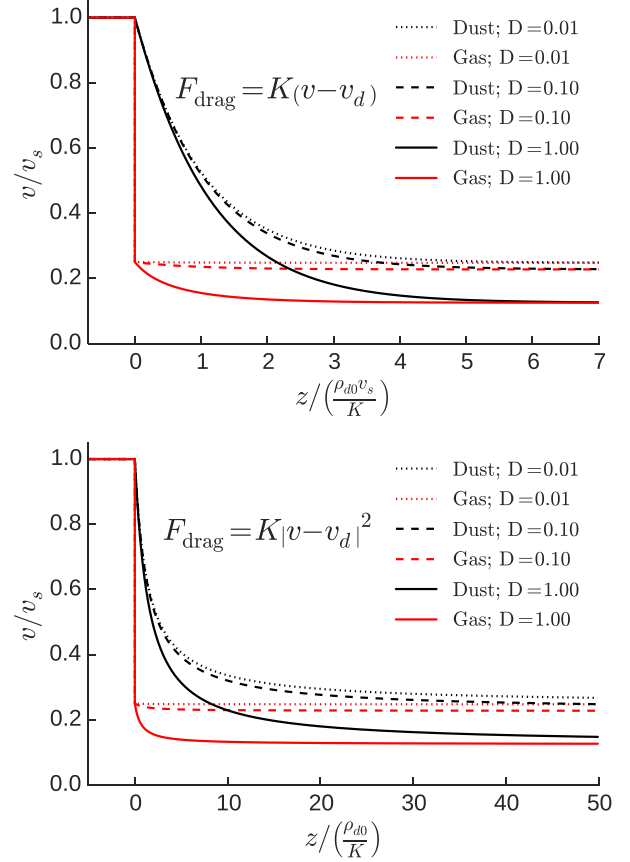 1.0
0.8
0.6
0.4
0.2
0.0
v/v_s
F_drag = K(v−v_d)
Dust; D=0.01
Gas; D=0.01
Dust; D=0.10
Gas; D=0.10
Dust; D=1.00
Gas; D=1.00
0 1 2 3 4 5 6 7
z/(ρ_{d0}v_s/K)
1.0
0.8
0.6
0.4
0.2
0.0
v/v_s
F_drag = K|v−v_d|^2
Dust; D=0.01
Gas; D=0.01
Dust; D=0.10
Gas; D=0.10
Dust; D=1.00
Gas; D=1.00
0 10 20 30 40 50
z/(ρ_{d0}/K)